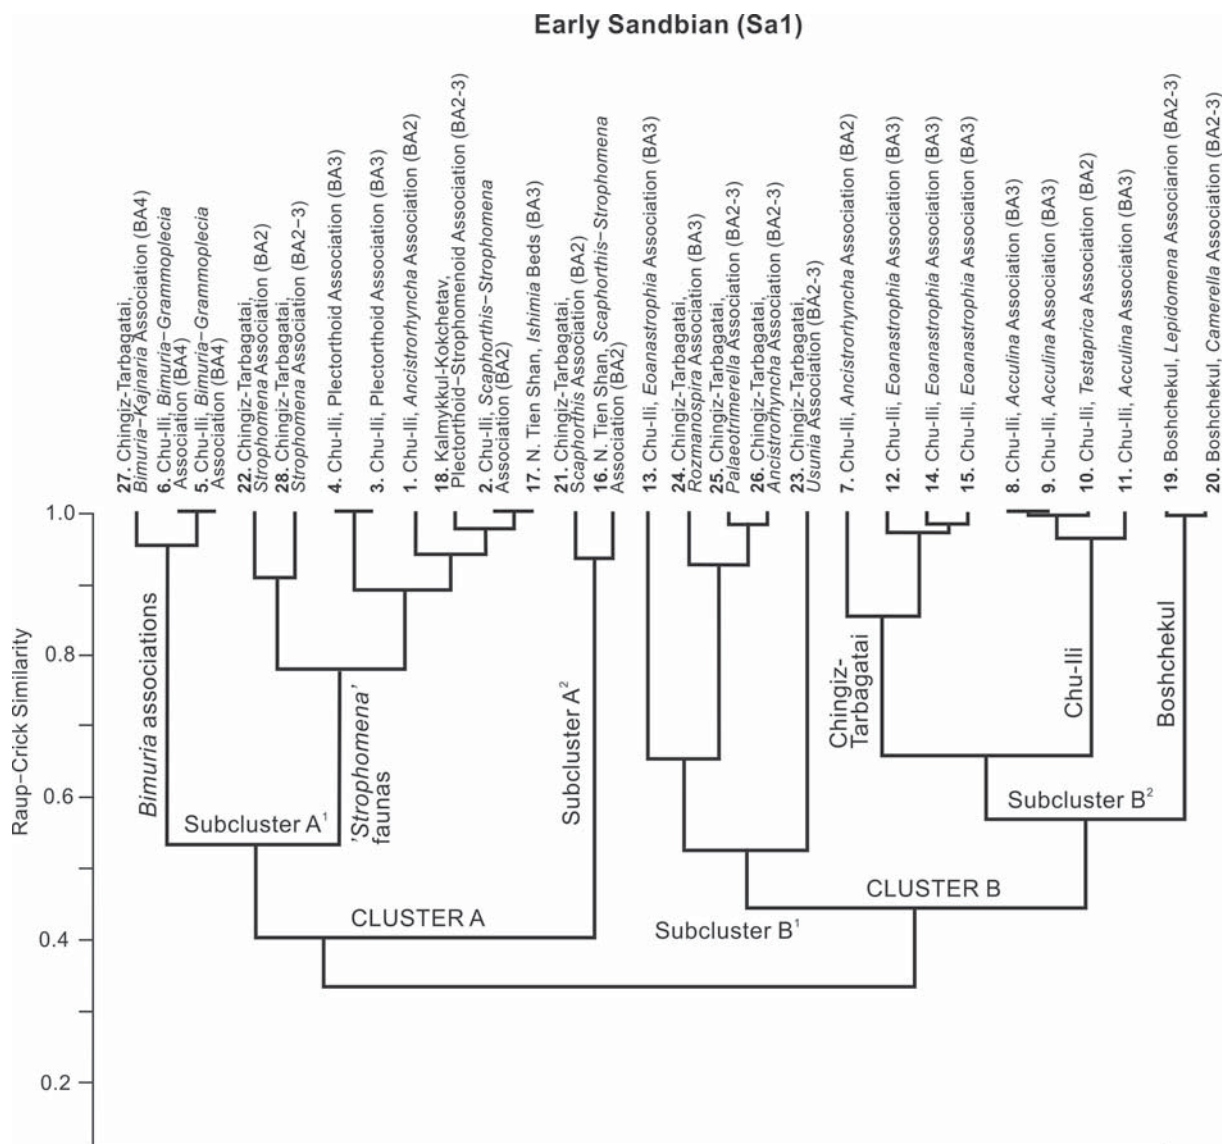 Early Sandbian (Sa1)
27. Chingiz-Tarbagatai,
Bimuria–Kajnaria Association (BA4)
6. Chu-Ili, Bimuria–Grammoplecia
Association (BA4)
5. Chu-Ili, Bimuria–Grammoplecia
Association (BA4)
22. Chingiz-Tarbagatai,
Strophomena Association (BA2)
28. Chingiz-Tarbagatai,
Strophomena Association (BA2–3)
4. Chu-Ili, Plectorthoid Association (BA3)
3. Chu-Ili, Plectorthoid Association (BA3)
1. Chu-Ili, Ancistrorhyncha Association (BA2)
18. Kalmykkul-Kokchetav,
Plectorthoid–Strophomenoid Association (BA2-3)
2. Chu-Ili, Scaphorthis–Strophomena
Association (BA2)
17. N. Tien Shan, Ishimia Beds (BA3)
21. Chingiz-Tarbagatai,
Scaphorthis Association (BA2)
16. N. Tien Shan, Scaphorthis–Strophomena
Association (BA2)
13. Chu-Ili, Eoanastrophia Association (BA3)
24. Chingiz-Tarbagatai,
Rozmanospira Association (BA3)
25. Chingiz-Tarbagatai,
Palaeotrimerella Association (BA2-3)
26. Chingiz-Tarbagatai,
Ancistrorhyncha Association (BA2-3)
23. Chingiz-Tarbagatai,
Usunia Association (BA2-3)
7. Chu-Ili, Ancistrorhyncha Association (BA2)
12. Chu-Ili, Eoanastrophia Association (BA3)
14. Chu-Ili, Eoanastrophia Association (BA3)
15. Chu-Ili, Eoanastrophia Association (BA3)
8. Chu-Ili, Acculina Association (BA3)
9. Chu-Ili, Acculina Association (BA3)
10. Chu-Ili, Testaprica Association (BA2)
11. Chu-Ili, Acculina Association (BA3)
19. Boshchekul, Lepidomena Associarion (BA2-3)
20. Boshchekul, Camerella Association (BA2-3)
1.0
0.8
0.6
0.4
0.2
Raup–Crick Similarity
Bimuria associations
'Strophomena'
faunas
Subcluster A1
Subcluster A2
CLUSTER A
Chingiz-
Tarbagatai
Chu-Ili
Boshchekul
Subcluster B2
CLUSTER B
Subcluster B1